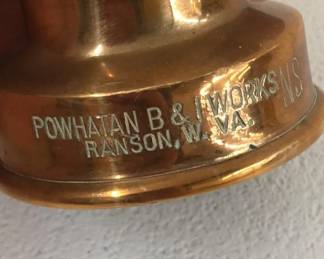 POWHATAN B & I WORKS
RANSON, W. VA.
NS